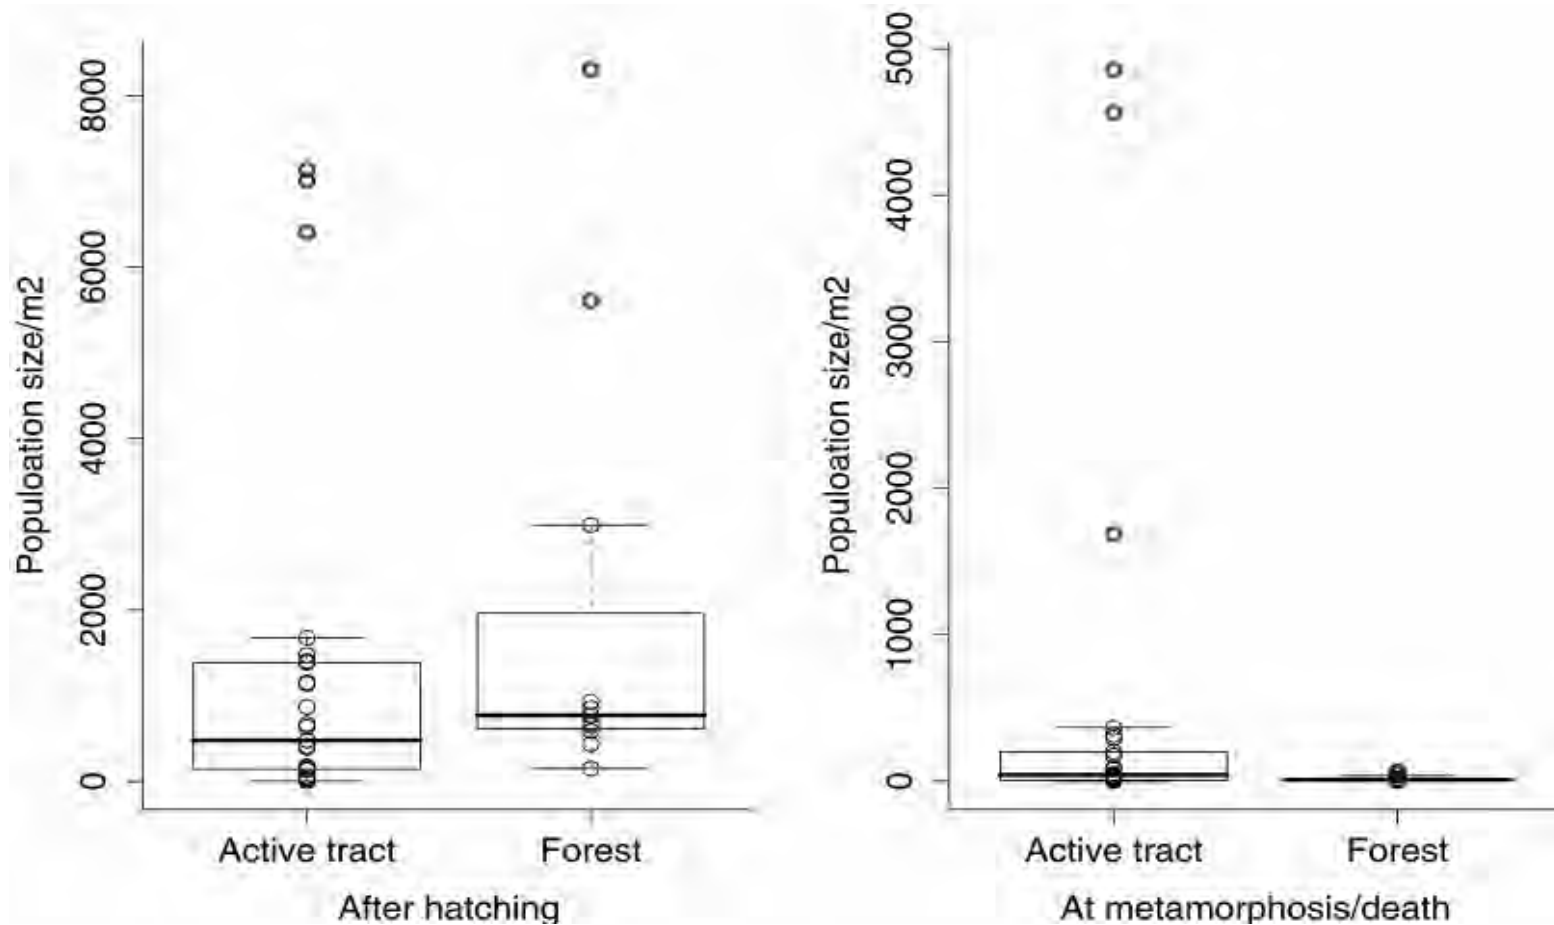 Populoation size/m2
8000
6000
4000
2000
0
Active tract
Forest
After hatching
Populoation size/m2
5000
4000
3000
2000
1000
0
Active tract
Forest
At metamorphosis/death